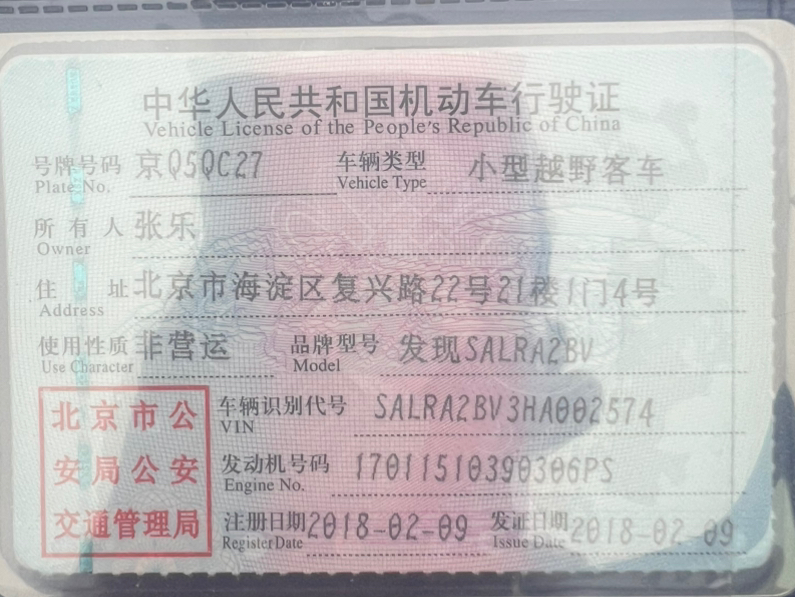 中华人民共和国机动车行驶证
Vehicle License of the People's Republic of China
号牌号码 京Q5QC27 车辆类型 小型越野客车
Plate No. Vehicle Type
所有人 张乐
Owner
住址 北京市海淀区复兴路22号21楼1门4号
Address
使用性质 非营运 品牌型号 发现SALRA2BV
Use Character Model
车辆识别代号 SALRA2BV3HA002574
VIN
发动机号码 17011510390306PS
Engine No.
注册日期 2018-02-09 发证日期 2018-02-09
Register Date Issue Date
北京市公
安局公安
交通管理局